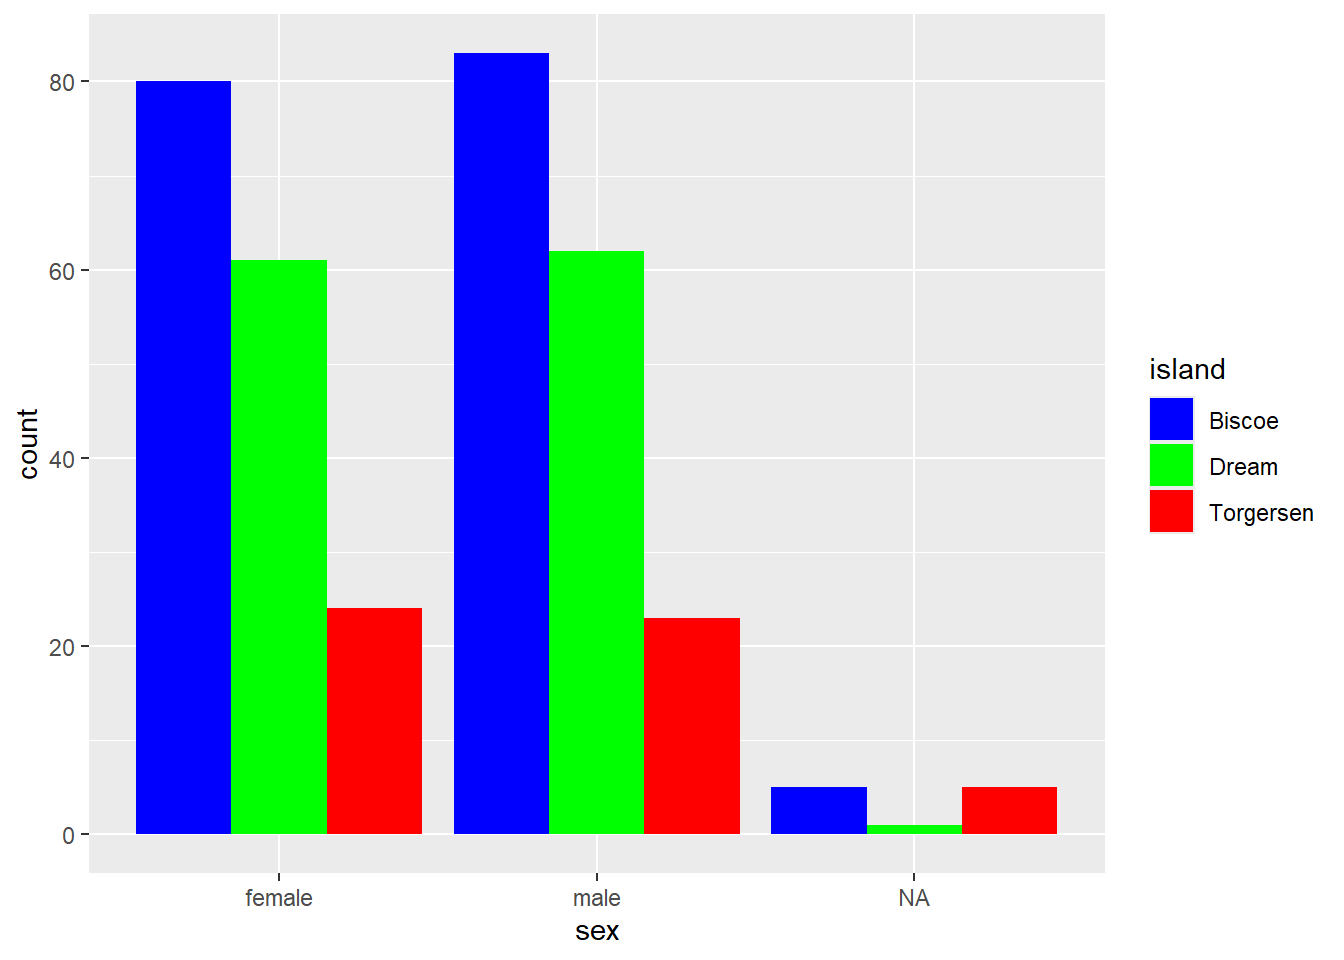 80
60
40
20
0
count
female male NA
sex
island
Biscoe
Dream
Torgersen